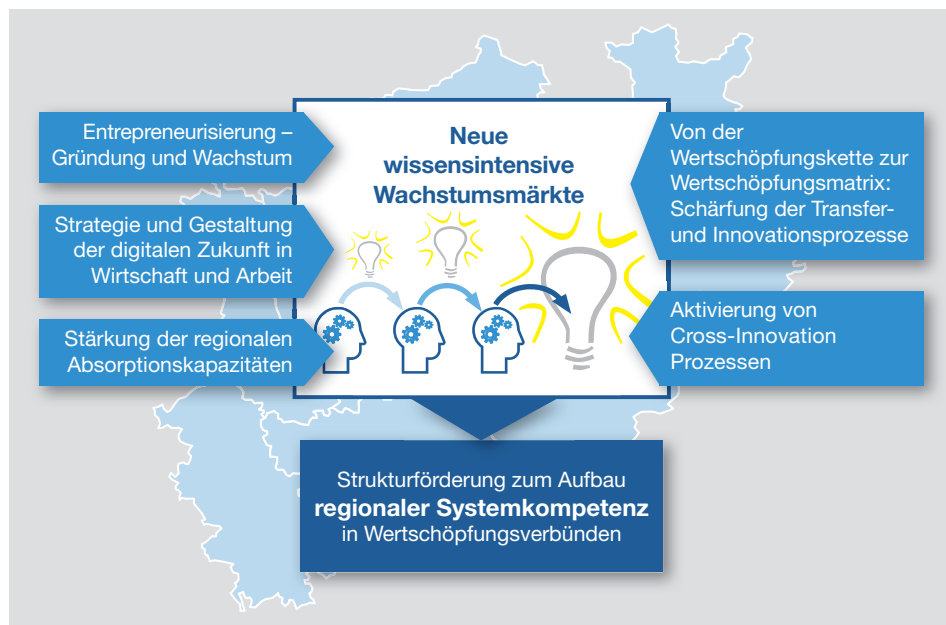 Neue
wissensintensive
Wachstumsmärkte
Entrepreneurisierung –
Gründung und Wachstum
Strategie und Gestaltung
der digitalen Zukunft in
Wirtschaft und Arbeit
Stärkung der regionalen
Absorptionskapazitäten
Von der
Wertschöpfungskette zur
Wertschöpfungsmatrix:
Schärfung der Transfer-
und Innovationsprozesse
Aktivierung von
Cross-Innovation
Prozessen
Strukturförderung zum Aufbau
regionaler Systemkompetenz
in Wertschöpfungsverbünden